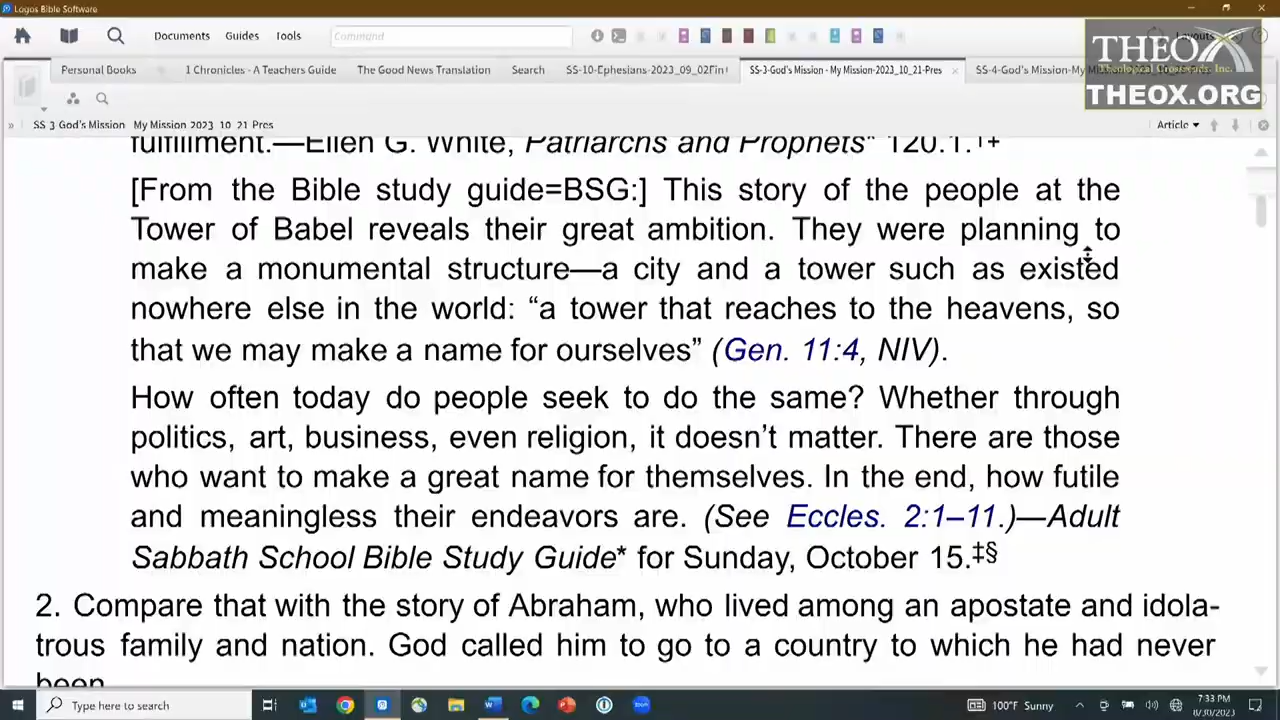 Logos Bible Software
Documents Guides Tools Command Layouts
THEOX
Theological Crossroads, Inc.
THEOX.ORG
Personal Books 1 Chronicles - A Teachers Guide The Good News Search SS-10-Ephesians-2023_09_02Fin SS-3-God's Mission - My Mission-2023_10_21-Pres SS-4-God's Mission-My
SS 3 God's Mission My Mission 2023 10 21 Pres Article
fulfillment.—Ellen G. White, Patriarchs and Prophets* 120.1.†+
[From the Bible study guide=BSG:] This story of the people at the
Tower of Babel reveals their great ambition. They were planning to
make a monumental structure—a city and a tower such as existed
nowhere else in the world: “a tower that reaches to the heavens, so
that we may make a name for ourselves” (Gen. 11:4, NIV).
How often today do people seek to do the same? Whether through
politics, art, business, even religion, it doesn’t matter. There are those
who want to make a great name for themselves. In the end, how futile
and meaningless their endeavors are. (See Eccles. 2:1–11.)—Adult
Sabbath School Bible Study Guide* for Sunday, October 15.‡§
2. Compare that with the story of Abraham, who lived among an apostate and idola-
trous family and nation. God called him to go to a country to which he had never
been
Type here to search 100°F Sunny 7:33 PM
8/30/2023